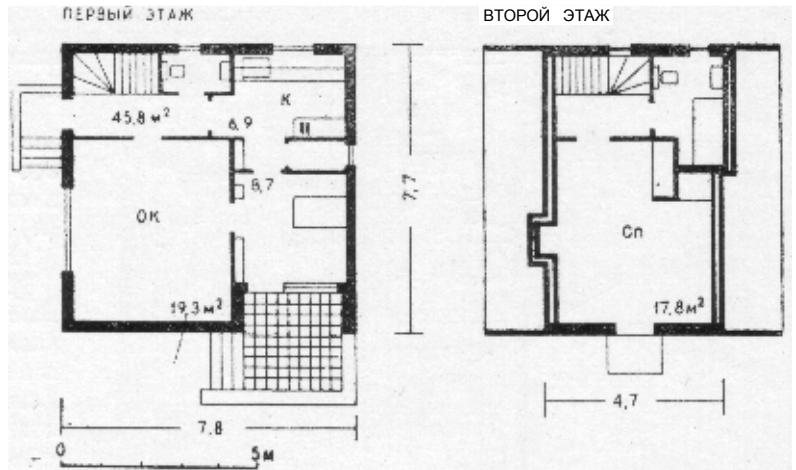 ПЕРВЫЙ ЭТАЖ
ВТОРОЙ ЭТАЖ
К
45,8 м²
6,9
8,7
7,7
ОК
Сп
19,3 м²
17,8 м²
4,7
7,8
0
5м